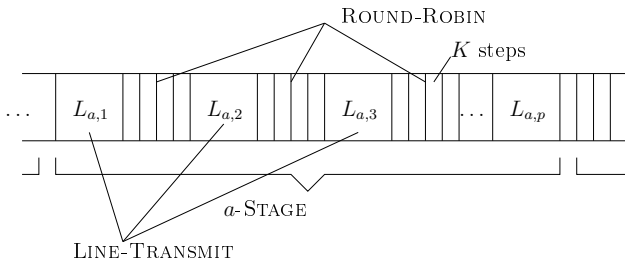 ROUND-ROBIN
K steps
... L_{a,1} L_{a,2} L_{a,3} ... L_{a,p}
a-STAGE
LINE-TRANSMIT